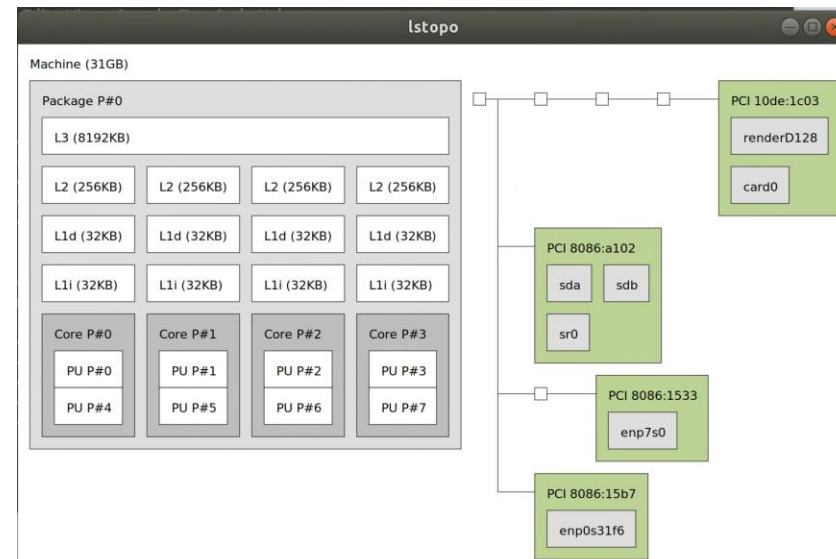 lstopo
Machine (31GB)
Package P#0
L3 (8192KB)
L2 (256KB) L2 (256KB) L2 (256KB) L2 (256KB)
L1d (32KB) L1d (32KB) L1d (32KB) L1d (32KB)
L1i (32KB) L1i (32KB) L1i (32KB) L1i (32KB)
Core P#0 Core P#1 Core P#2 Core P#3
PU P#0 PU P#1 PU P#2 PU P#3
PU P#4 PU P#5 PU P#6 PU P#7
PCI 10de:1c03
renderD128
card0
PCI 8086:a102
sda sdb
sr0
PCI 8086:1533
enp7s0
PCI 8086:15b7
enp0s31f6